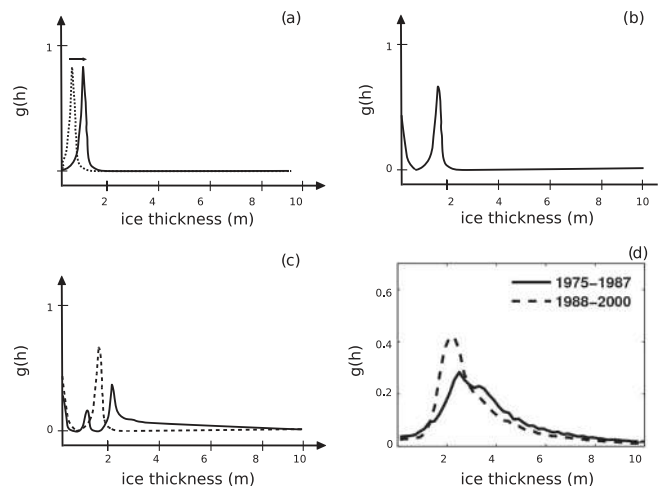 (a)
1
g(h)
0
2 4 6 8 10
ice thickness (m)
(b)
1
g(h)
0
2 4 6 8 10
ice thickness (m)
(c)
1
g(h)
0
2 4 6 8 10
ice thickness (m)
(d)
1975–1987
1988–2000
0.6
0.4
0.2
0
g(h)
0 2 4 6 8 10
ice thickness (m)